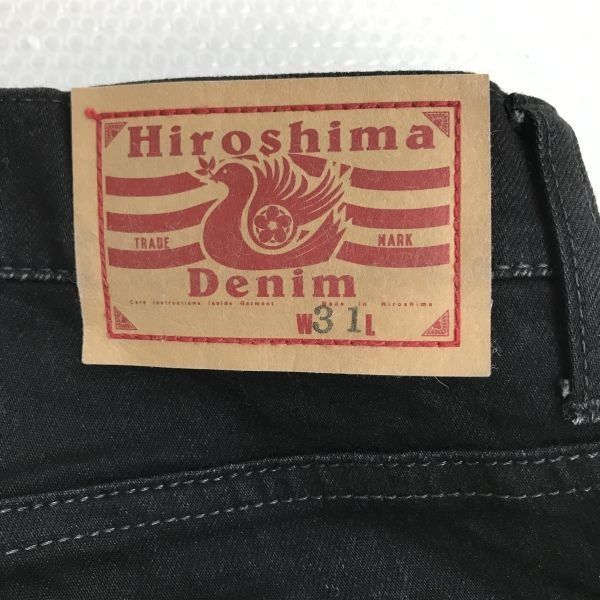 Hiroshima
TRADE MARK
Denim
Care instructions Inside Garment Made in Hiroshima
W31L